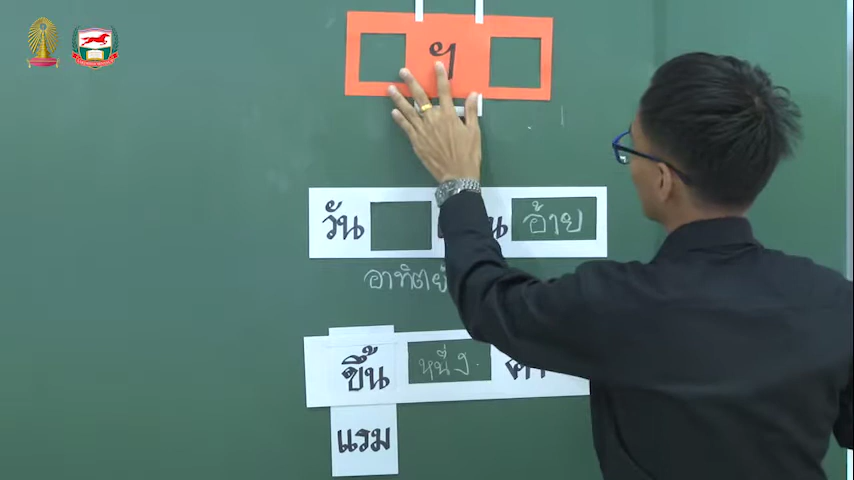 ฯ
วัน น อ้าย
อาทิตย์
ขึ้น หนึ่ง ค่ำ
แรม